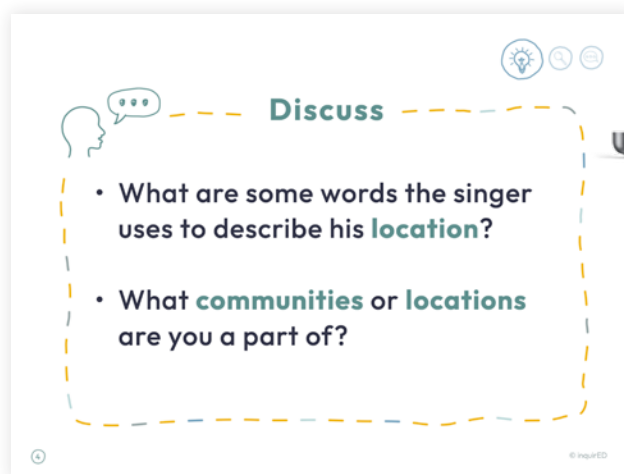 Discuss
• What are some words the singer
uses to describe his location?
• What communities or locations
are you a part of?
4
© inquirED